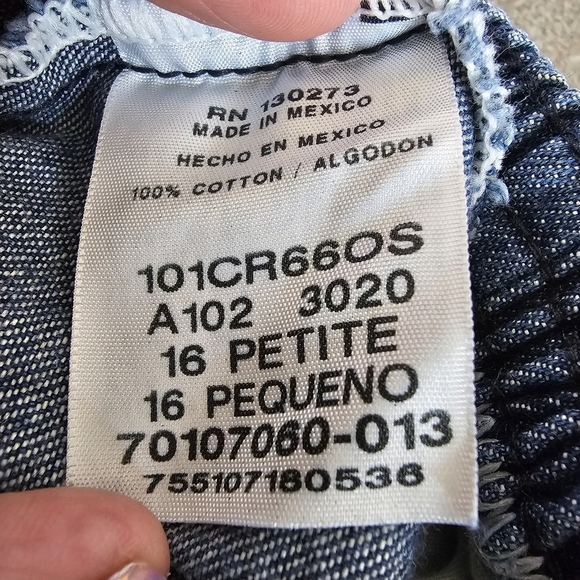 RN 130273
MADE IN MEXICO
HECHO EN MEXICO
100% COTTON / ALGODON
101CR66OS
A102 3020
16 PETITE
16 PEQUENO
70107060-013
755107180536